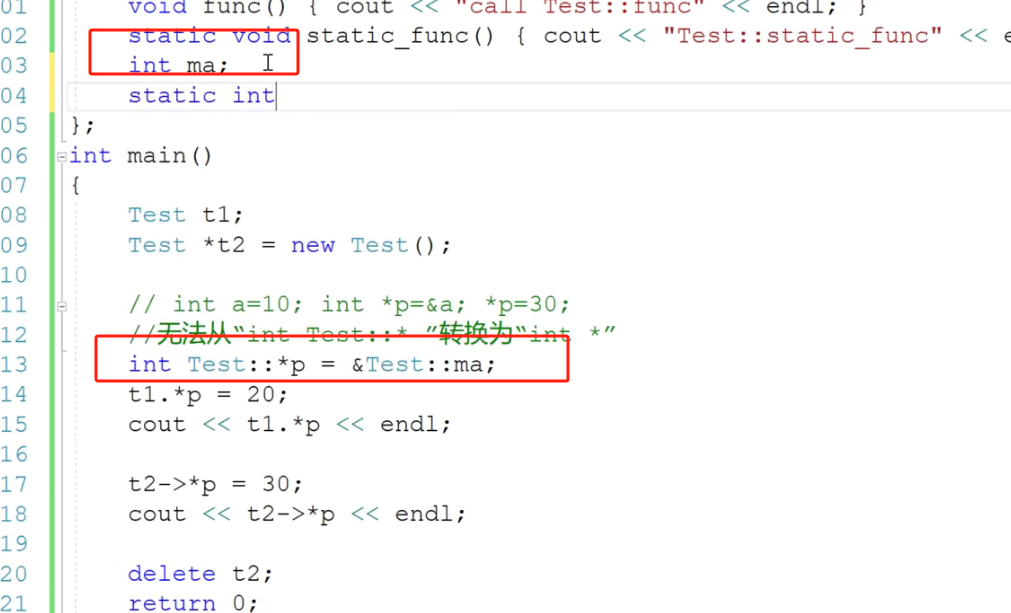 01 void func() { cout << "call Test::func" << endl; }
02 static void static_func() { cout << "Test::static_func" << e
03 int ma;
04 static int
05 };
06 int main()
07 {
08 Test t1;
09 Test *t2 = new Test();
10
11 // int a=10; int *p=&a; *p=30;
12 //无法从“int Test::* ”转换为“int *”
13 int Test::*p = &Test::ma;
14 t1.*p = 20;
15 cout << t1.*p << endl;
16
17 t2->*p = 30;
18 cout << t2->*p << endl;
19
20 delete t2;
21 return 0;